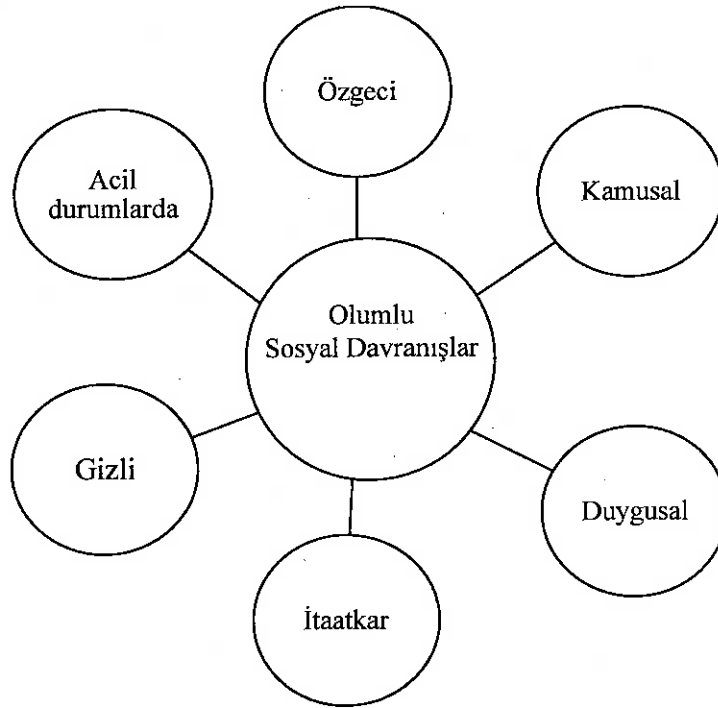 Özgeci
Acil
durumlarda
Kamusal
Olumlu
Sosyal Davranışlar
Gizli
Duygusal
İtaatkar